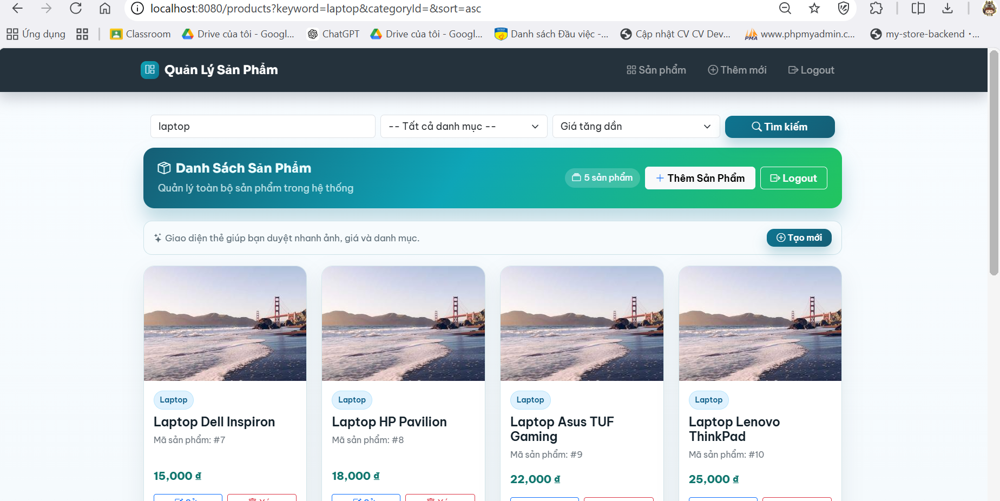 localhost:8080/products?keyword=laptop&categoryId=&sort=asc
Ứng dụng
Classroom
Drive của tôi - Googl...
ChatGPT
Drive của tôi - Googl...
Danh sách Đầu việc -...
Cập nhật CV CV Dev...
www.phpmyadmin.c...
my-store-backend · ...
Quản Lý Sản Phẩm
Sản phẩm
Thêm mới
Logout
laptop
-- Tất cả danh mục --
Giá tăng dần
Tìm kiếm
Danh Sách Sản Phẩm
Quản lý toàn bộ sản phẩm trong hệ thống
5 sản phẩm
Thêm Sản Phẩm
Logout
Giao diện thẻ giúp bạn duyệt nhanh ảnh, giá và danh mục.
Tạo mới
Laptop
Laptop Dell Inspiron
Mã sản phẩm: #7
15,000 ₫
Laptop
Laptop HP Pavilion
Mã sản phẩm: #8
18,000 ₫
Laptop
Laptop Asus TUF
Gaming
Mã sản phẩm: #9
22,000 ₫
Laptop
Laptop Lenovo
ThinkPad
Mã sản phẩm: #10
25,000 ₫